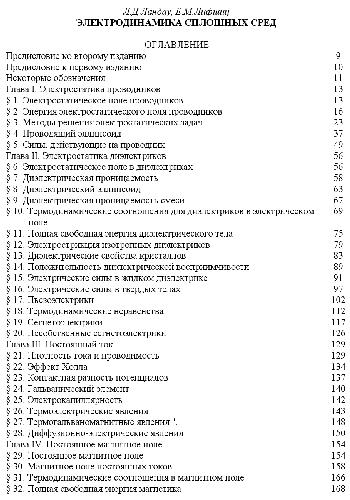 Л.Д.Ландау, Е.М.Лифшиц
ЭЛЕКТРОДИНАМИКА СПЛОШНЫХ СРЕД
ОГЛАВЛЕНИЕ
Предисловие ко второму изданию 9
Предисловие к первому изданию 10
Некоторые обозначения 11
Глава I. Электростатика проводников 13
§ 1. Электростатическое поле проводников 13
§ 2. Энергия электростатического поля проводников 16
§ 3. Методы решения электростатических задач 23
§ 4. Проводящий эллипсоид 37
§ 5. Силы, действующие на проводник 49
Глава II. Электростатика диэлектриков 56
§ 6. Электростатическое поле в диэлектриках 56
§ 7. Диэлектрическая проницаемость 58
§ 8. Диэлектрический эллипсоид 63
§ 9. Диэлектрическая проницаемость смеси 67
§ 10. Термодинамические соотношения для диэлектриков в электрическом 69
поле
§ 11. Полная свободная энергия диэлектрического тела 75
§ 12. Электрострикция изотропных диэлектриков 79
§ 13. Диэлектрические свойства кристаллов 83
§ 14. Положительность диэлектрической восприимчивости 89
§ 15. Электрические силы в жидком диэлектрике 91
§ 16. Электрические силы в твердых телах 97
§ 17. Пьезоэлектрики 102
§ 18. Термодинамические неравенства 112
§ 19. Сегнетоэлектрики 117
§ 20. Несобственные сегнетоэлектрики 126
Глава III. Постоянный ток 129
§ 21. Плотность тока и проводимость 129
§ 22. Эффект Холла 134
§ 23. Контактная разность потенциалов 137
§ 24. Гальванический элемент 140
§ 25. Электрокапиллярность 142
§ 26. Термоэлектрические явления 143
§ 27. Термогальваномагнитные явления 148
§ 28. Диффузионно-электрические явления 150
Глава IV. Постоянное магнитное поле 154
§ 29. Постоянное магнитное поле 154
§ 30. Магнитное поле постоянных токов 158
§ 31. Термодинамические соотношения в магнитном поле 166
§ 32. Полная свободная энергия магнетика 168